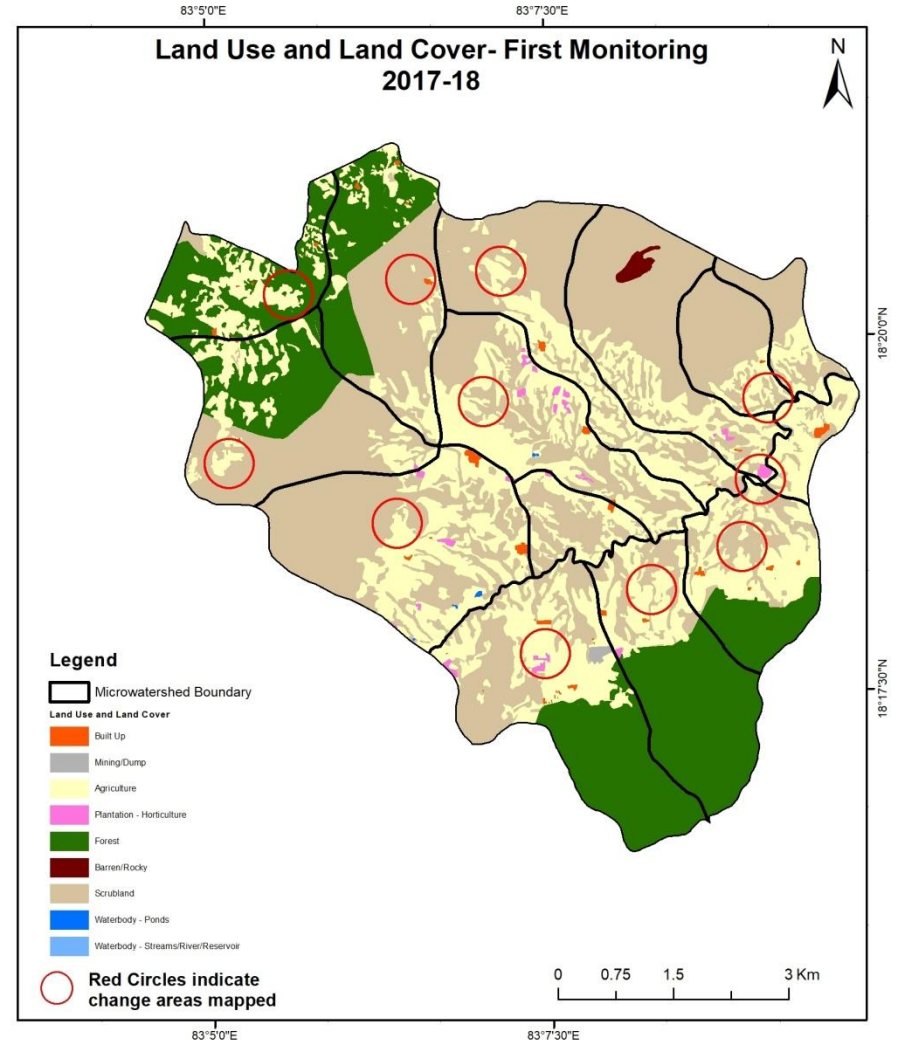 83°5'0"E 83°7'30"E
Land Use and Land Cover- First Monitoring
2017-18
N
18°20'0"N
18°17'30"N
Legend
Microwatershed Boundary
Land Use and Land Cover
Built Up
Mining/Dump
Agriculture
Plantation - Horticulture
Forest
Barren/Rocky
Scrubland
Waterbody - Ponds
Waterbody - Streams/River/Reservoir
Red Circles indicate
change areas mapped
0 0.75 1.5 3 Km
83°5'0"E 83°7'30"E